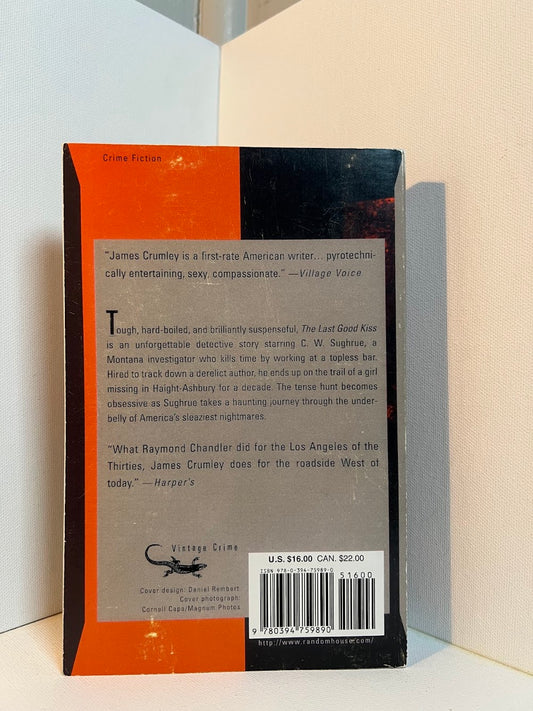 Crime Fiction
“James Crumley is a first-rate American writer... pyrotechni-
cally entertaining, sexy, compassionate.” —Village Voice
Tough, hard-boiled, and brilliantly suspenseful, The Last Good Kiss
is an unforgettable detective story starring C. W. Sughrue, a
Montana investigator who kills time by working at a topless bar.
Hired to track down a derelict author, he ends up on the trail of a girl
missing in Haight-Ashbury for a decade. The tense hunt becomes
obsessive as Sughrue takes a haunting journey through the under-
belly of America's sleaziest nightmares.
“What Raymond Chandler did for the Los Angeles of the
Thirties, James Crumley does for the roadside West of
today.” —Harper's
Vintage Crime
Cover design: Daniel Rembert
Cover photograph:
Cornell Capa/Magnum Photos
U.S. $16.00 CAN. $22.00
ISBN 978-0-394-75989-0
51600
9 780394 759890
http://www.randomhouse.com/